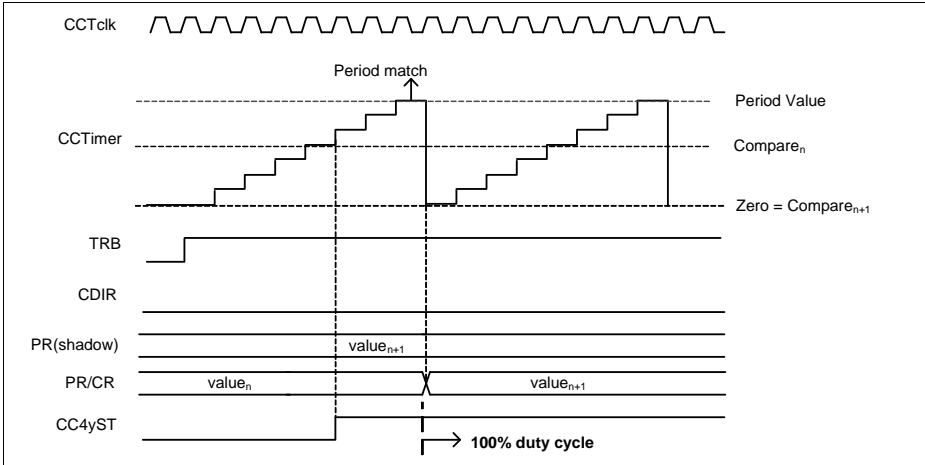 CCTclk
Period match
Period Value
CCTimer
Compareₙ
Zero = Compareₙ₊₁
TRB
CDIR
PR(shadow)
valueₙ₊₁
PR/CR
valueₙ
valueₙ₊₁
CC4yST
100% duty cycle